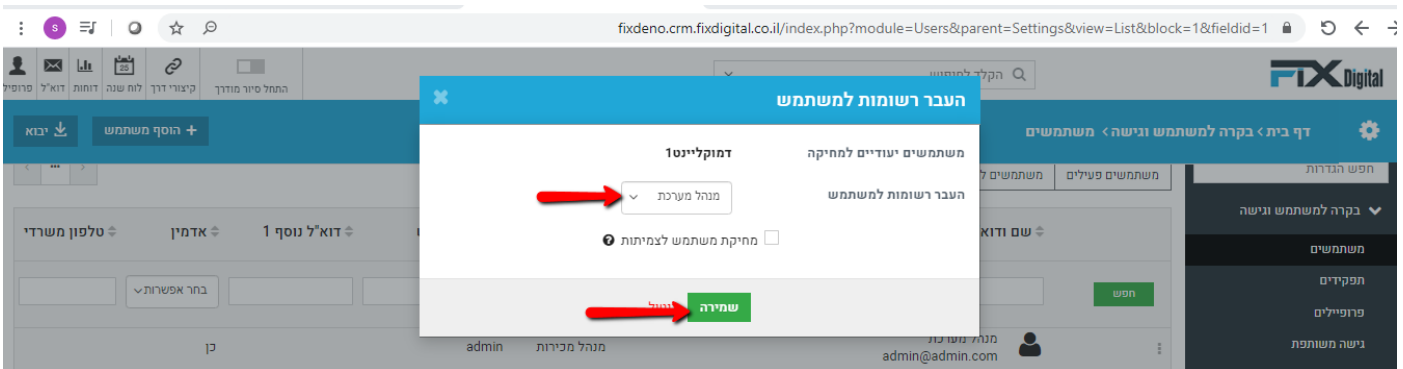 S
fixdeno.crm.fixdigital.co.il/index.php?module=Users&parent=Settings&view=List&block=1&fieldid=1
FIX Digital
הקלד לחיפוש
התחל סיור מודרך
קיצורי דרך
לוח שנה
25
דוחות
דוא"ל
פרופיל
דף בית > בקרה למשתמש וגישה > משתמשים
+ הוסף משתמש
יבוא
העבר רשומות למשתמש
משתמשים יעודיים למחיקה דמוקליינט1
העבר רשומות למשתמש מנהל מערכת
מחיקת משתמש לצמיתות
שמירה
חפש הגדרות
בקרה למשתמש וגישה
משתמשים
תפקידים
פרופיילים
גישה משותפת
משתמשים פעילים
משתמשים
שם ודוא
דוא"ל נוסף 1
אדמין
טלפון משרדי
חפש
בחר אפשרות
מנהל מערכת
admin@admin.com
מנהל מכירות
admin
כן